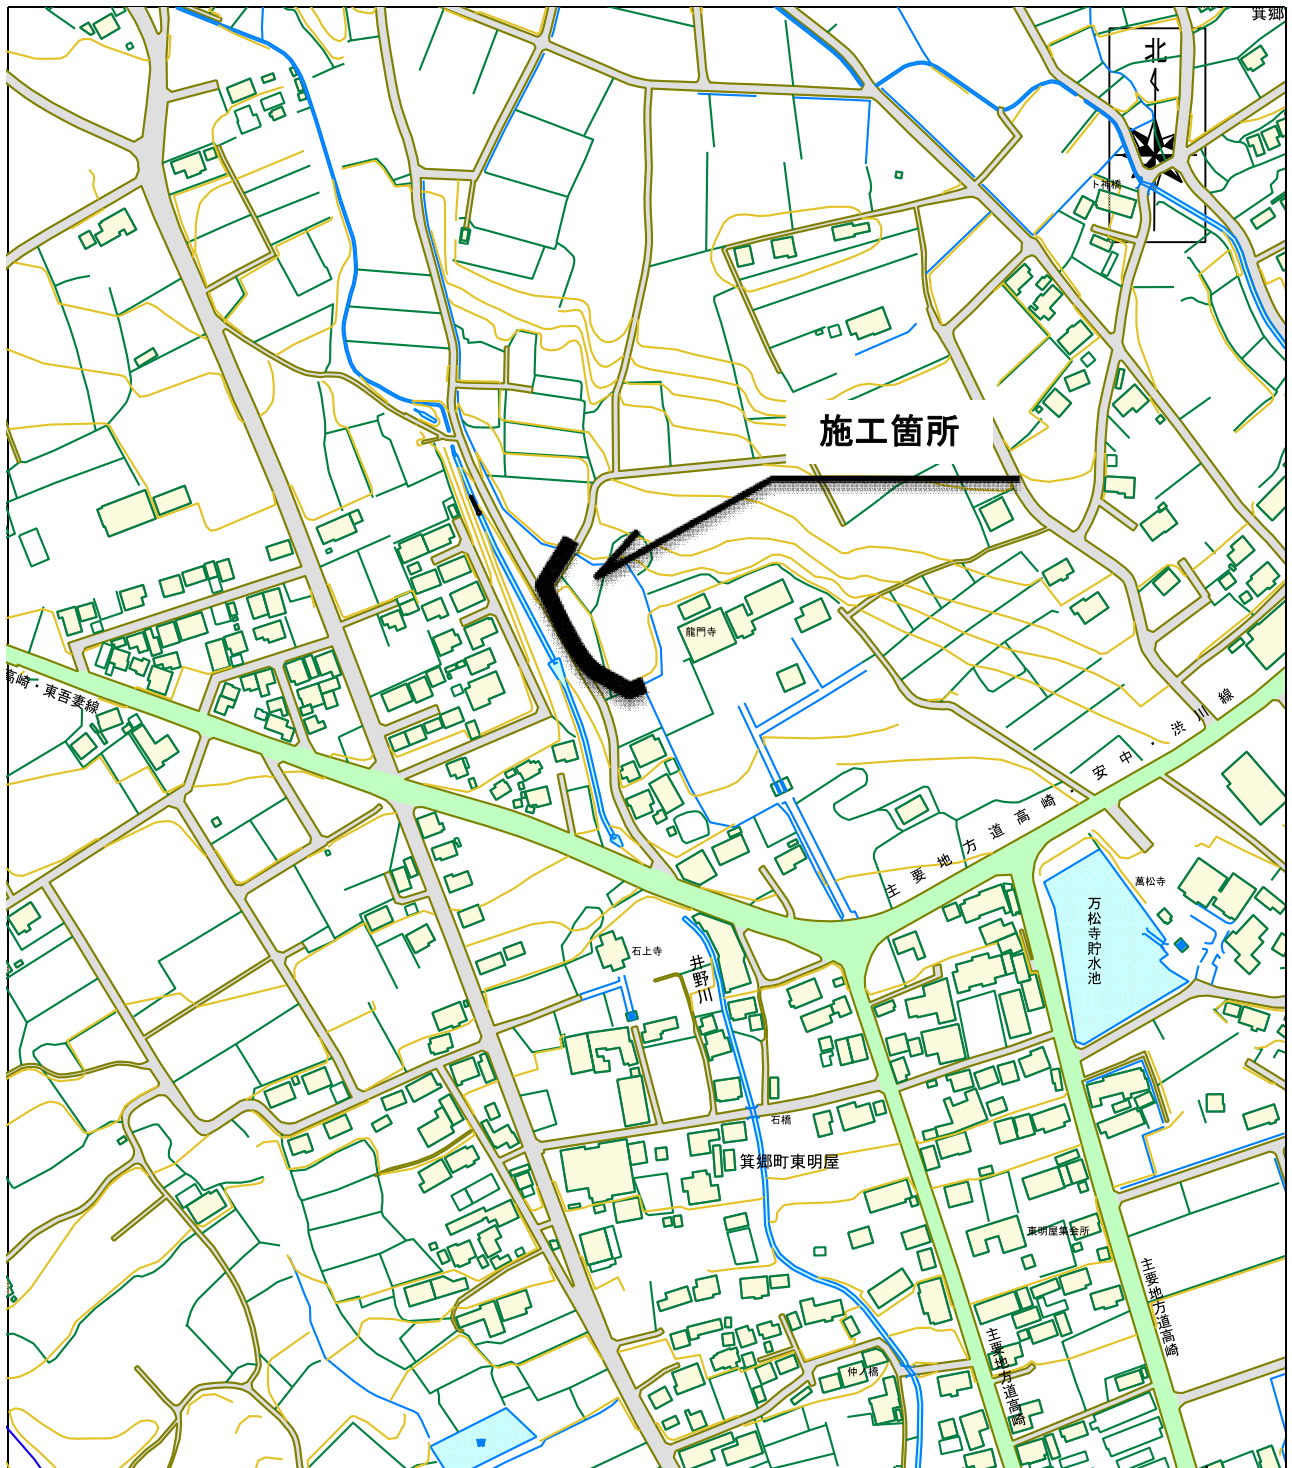 箕郷
北
ト神橋
施工箇所
龍門寺
高崎・東吾妻線
主要地方道高崎・安中・渋川線
萬松寺
万松寺貯水池
石上寺
井野川
石橋
箕郷町東明屋
東明屋集会所
主要地方道高崎
主要地方道高崎
仲ノ橋